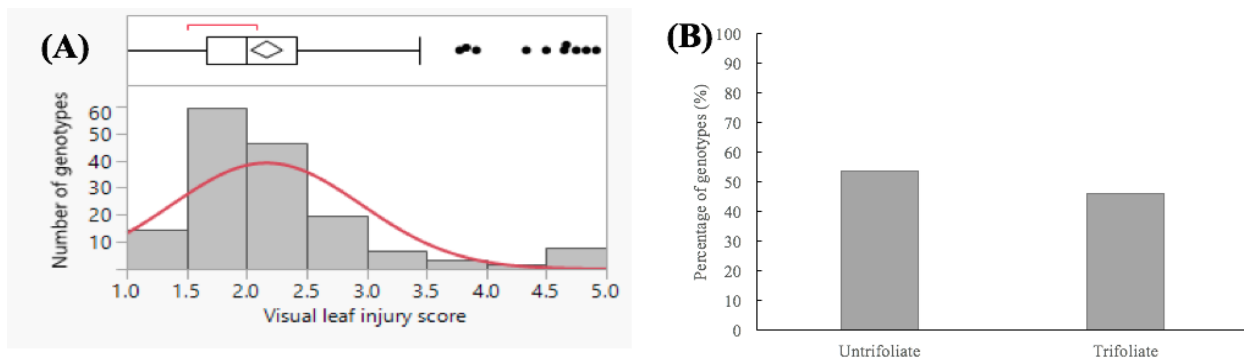 (A)
Number of genotypes
60
50
40
30
20
10
1.0 1.5 2.0 2.5 3.0 3.5 4.0 4.5 5.0
Visual leaf injury score
(B)
Percentage of genotypes (%)
100
90
80
70
60
50
40
30
20
10
0
Untrifoliate Trifoliate